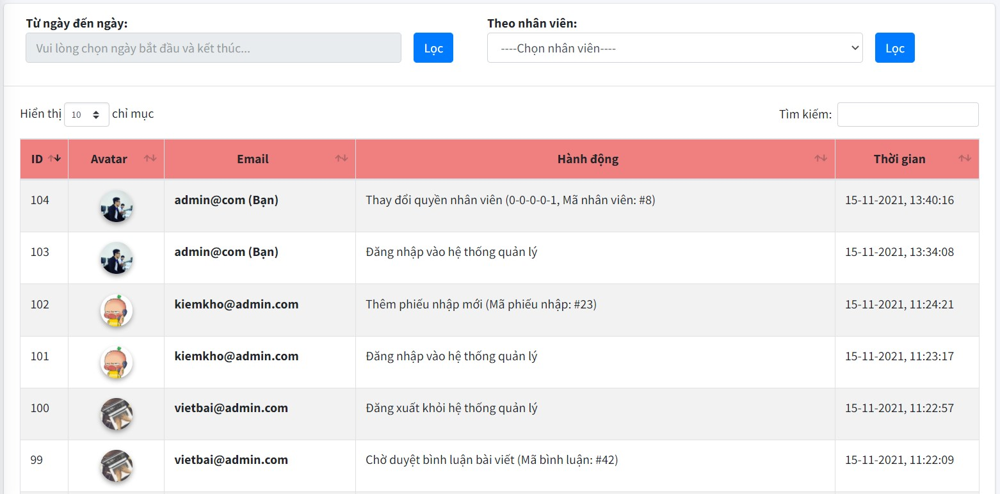 Từ ngày đến ngày:
Vui lòng chọn ngày bắt đầu và kết thúc...
Lọc
Theo nhân viên:
----Chọn nhân viên----
Lọc
Hiển thị 10 chỉ mục
Tìm kiếm:
ID Avatar Email Hành động Thời gian
104 admin@com (Bạn) Thay đổi quyền nhân viên (0-0-0-0-1, Mã nhân viên: #8) 15-11-2021, 13:40:16
103 admin@com (Bạn) Đăng nhập vào hệ thống quản lý 15-11-2021, 13:34:08
102 kiemkho@admin.com Thêm phiếu nhập mới (Mã phiếu nhập: #23) 15-11-2021, 11:24:21
101 kiemkho@admin.com Đăng nhập vào hệ thống quản lý 15-11-2021, 11:23:17
100 vietbai@admin.com Đăng xuất khỏi hệ thống quản lý 15-11-2021, 11:22:57
99 vietbai@admin.com Chờ duyệt bình luận bài viết (Mã bình luận: #42) 15-11-2021, 11:22:09